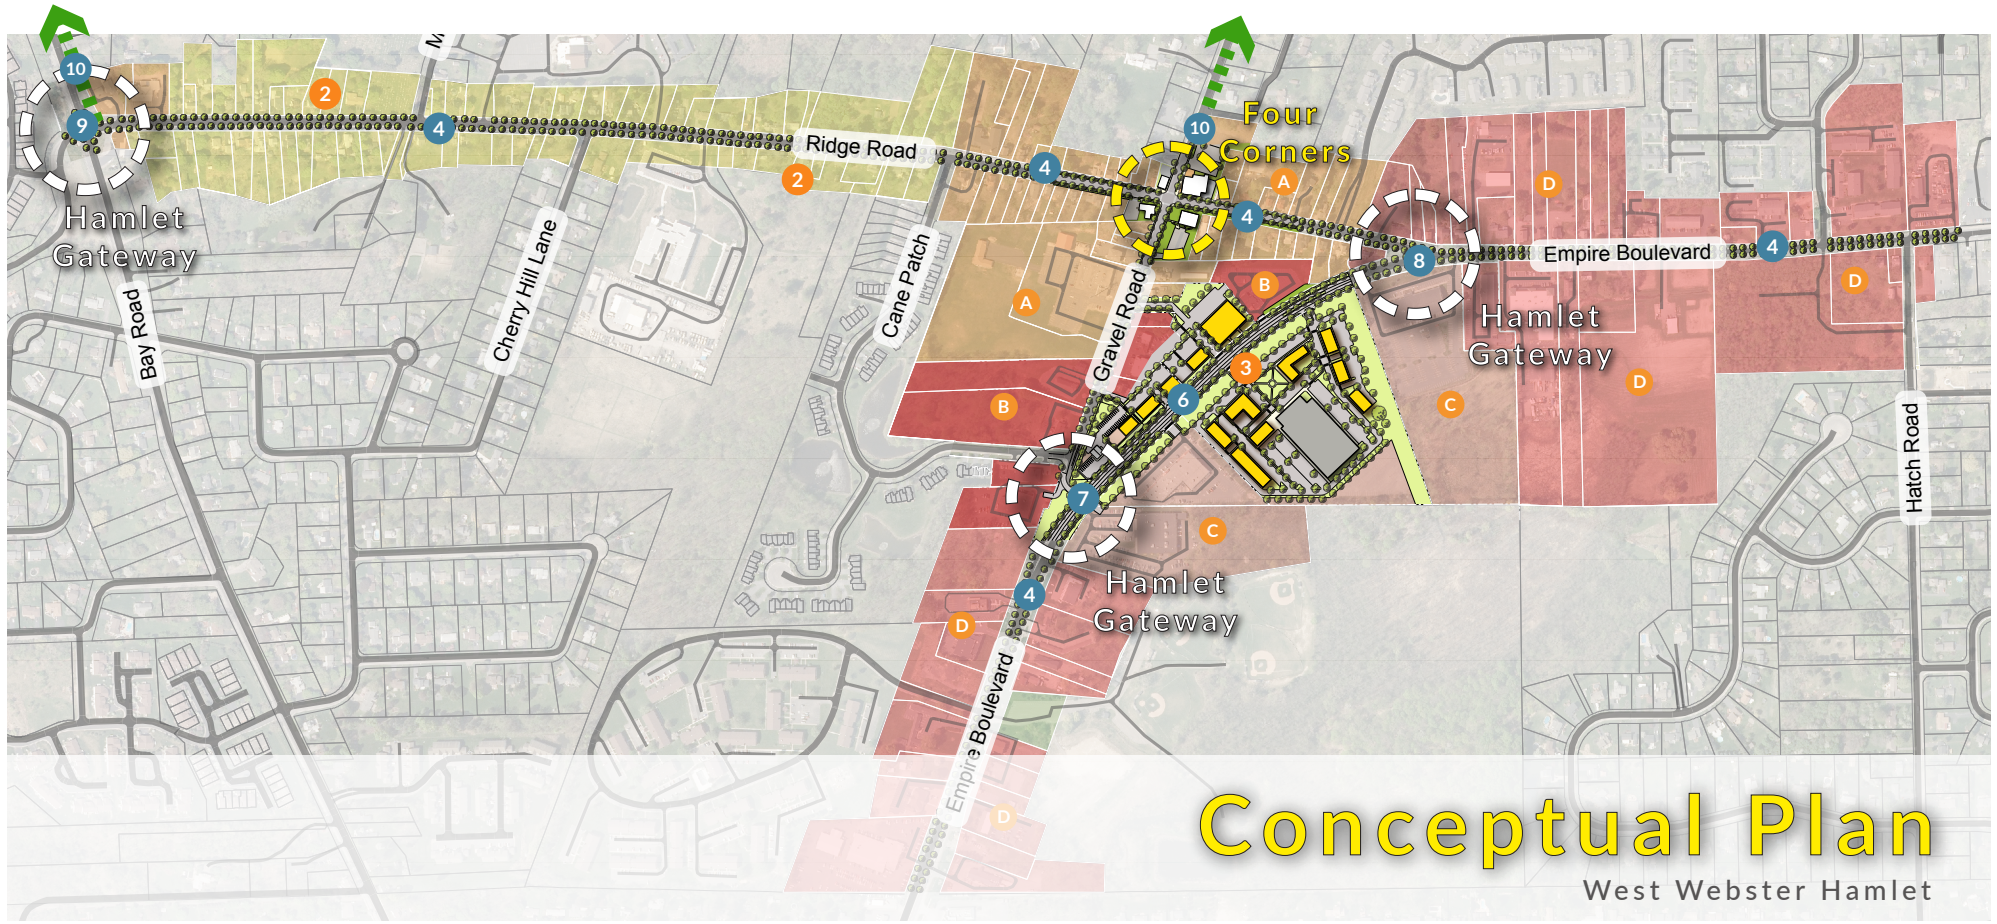 10
9
2
4
M
Ridge Road
2
4
10
Four
Corners
A
4
8
D
Empire Boulevard
4
D
Hamlet
Gateway
Bay Road
Cherry Hill Lane
Cane Patch
A
Gravel Road
B
Hamlet
Gateway
3
6
B
C
D
Hatch Road
7
C
Hamlet
Gateway
4
D
Empire Boulevard
D
Conceptual Plan
West Webster Hamlet